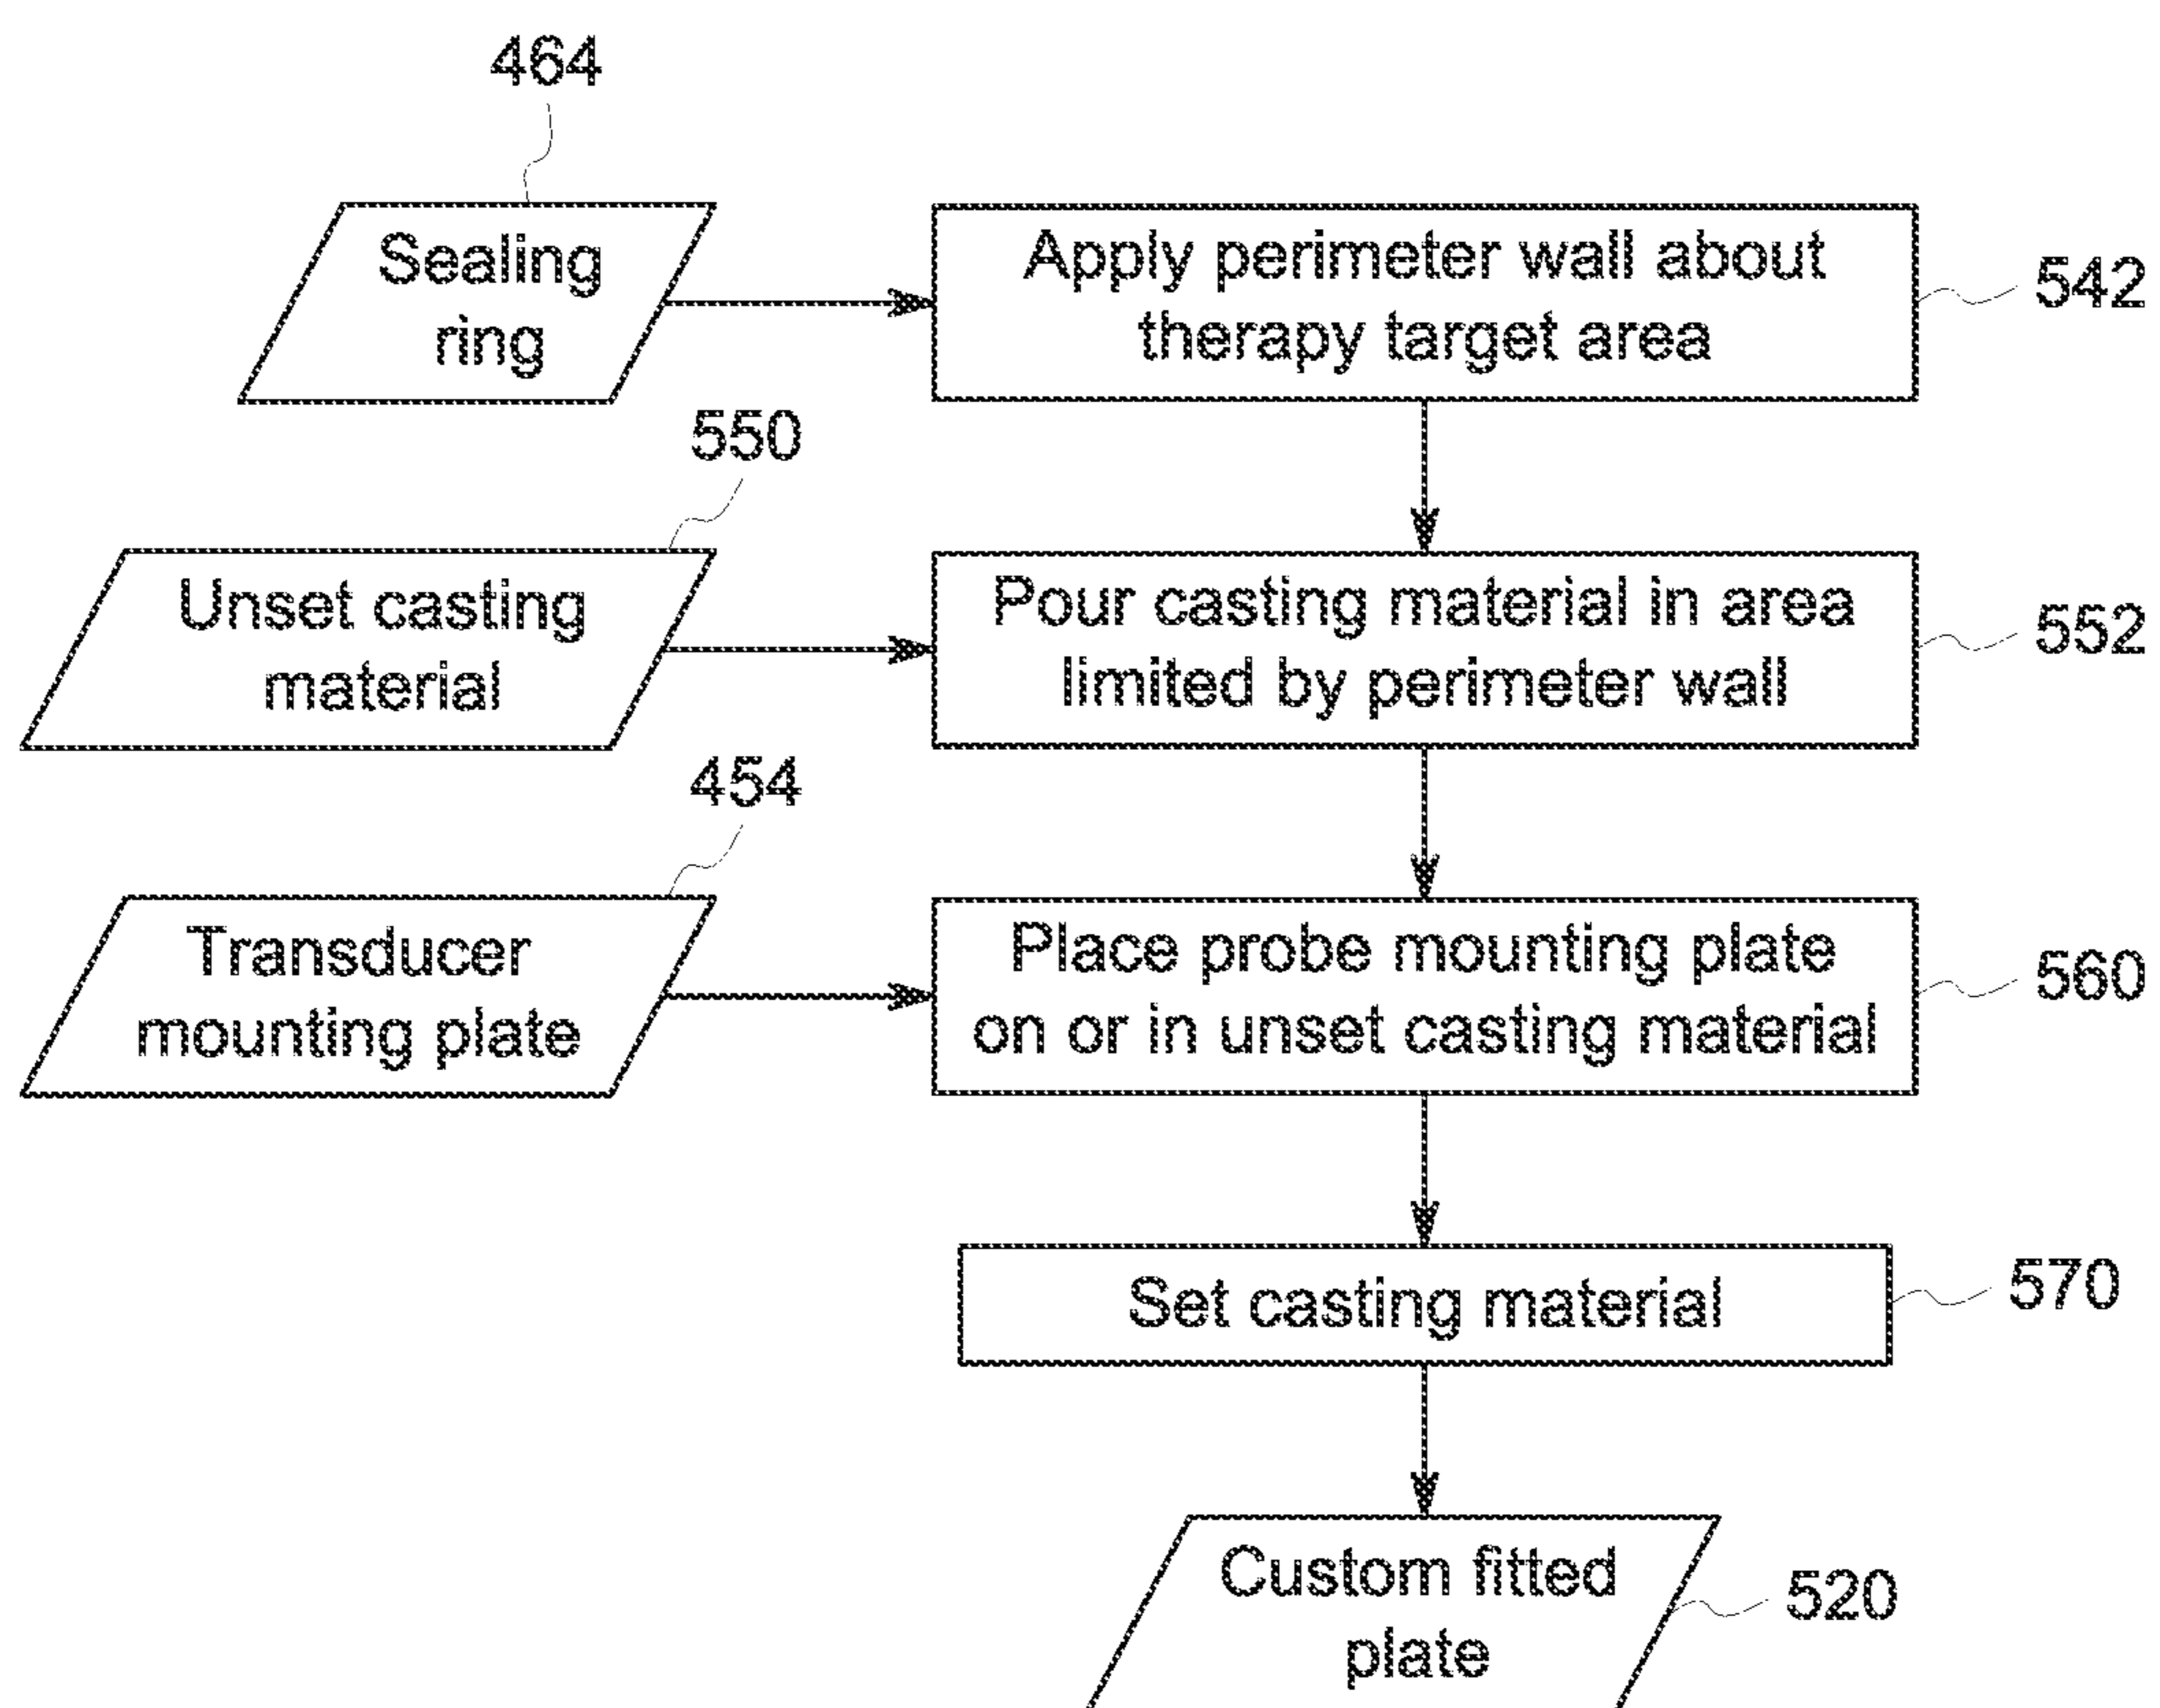 464
Sealing
ring
Apply perimeter wall about
therapy target area
542
550
Unset casting
material
Pour casting material in area
limited by perimeter wall
552
454
Transducer
mounting plate
Place probe mounting plate
on or in unset casting material
560
Set casting material
570
Custom fitted
plate
520